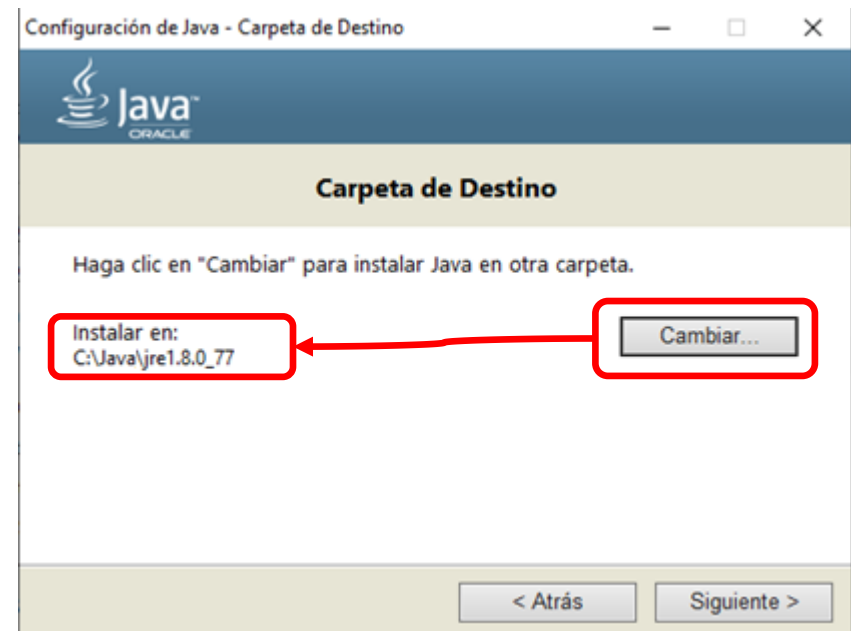 Configuración de Java - Carpeta de Destino
Java™
ORACLE
Carpeta de Destino
Haga clic en "Cambiar" para instalar Java en otra carpeta.
Instalar en:
C:\Java\jre1.8.0_77
Cambiar...
< Atrás
Siguiente >